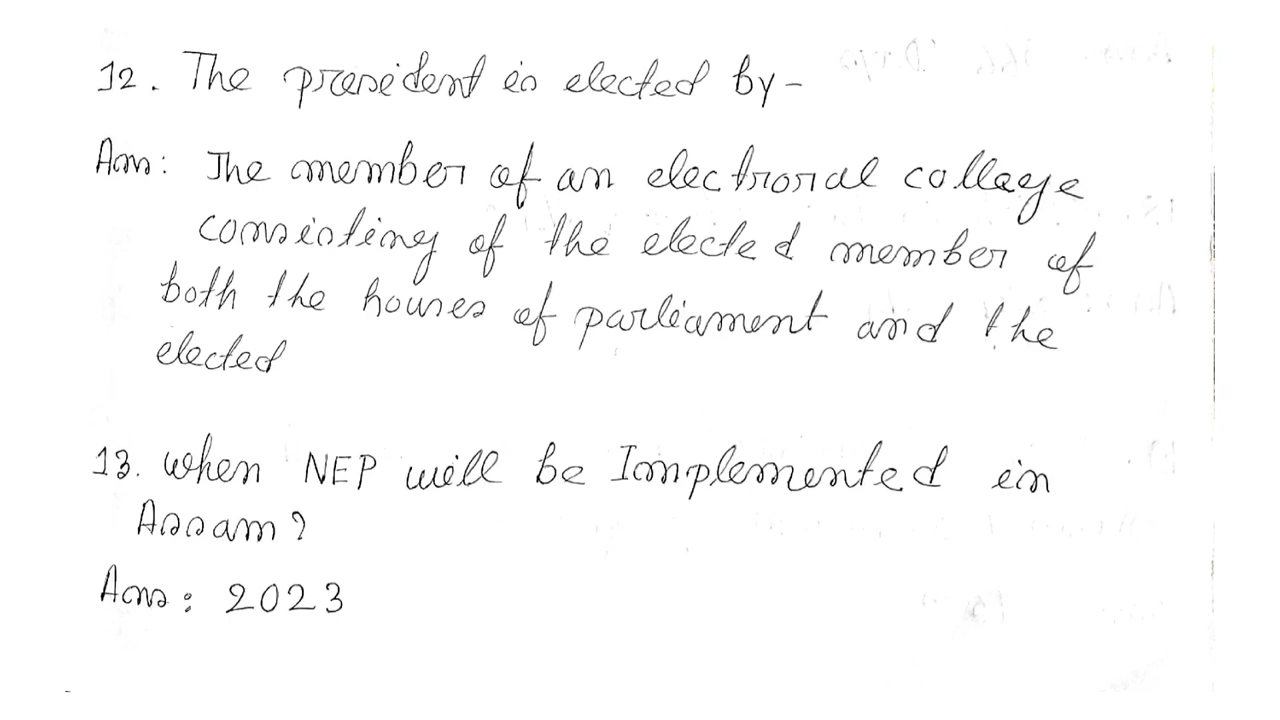 12. The president is elected by-
Ans: The member of an electroral college
consisting of the elected member of
both the houses of parliament and the
elected
13. when NEP will be Implemented in
Assam?
Ans: 2023